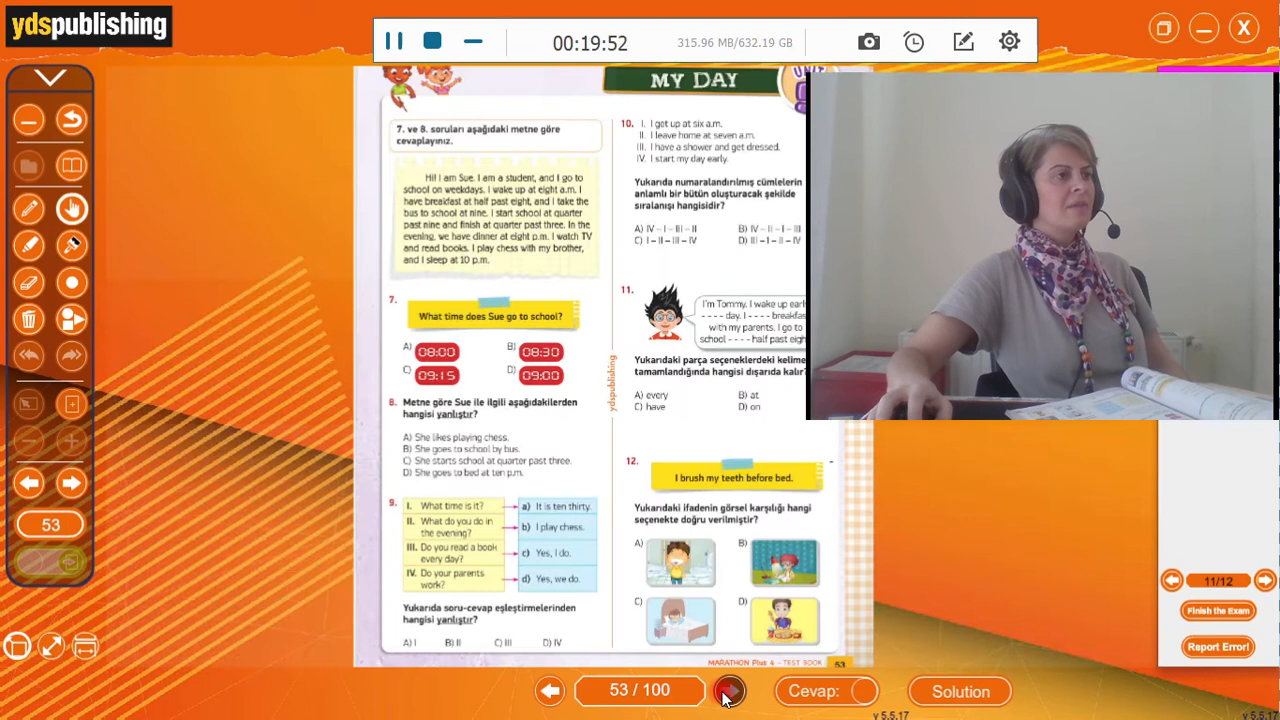 ydspublishing
00:19:52
315.96 MB/632.19 GB
X
MY DAY
UNIT
7. ve 8. soruları aşağıdaki metne göre
cevaplayınız.
Hi! I am Sue. I am a student, and I go to
school on weekdays. I wake up at eight a.m. I
have breakfast at half past eight, and I take the
bus to school at nine. I start school at quarter
past nine and finish at quarter past three. In the
evening, we have dinner at eight p.m. I watch TV
and read books. I play chess with my brother,
and I sleep at 10 p.m.
7.
What time does Sue go to school?
A) 08:00
B) 08:30
C) 09:15
D) 09:00
8. Metne göre Sue ile ilgili aşağıdakilerden
hangisi yanlıştır?
A) She likes playing chess.
B) She goes to school by bus.
C) She starts school at quarter past three.
D) She goes to bed at ten p.m.
9.
I. What time is it?
a) It is ten thirty.
II. What do you do in
the evening?
b) I play chess.
III. Do you read a book
every day?
c) Yes, I do.
IV. Do your parents
work?
d) Yes, we do.
Yukarıda soru-cevap eşleştirmelerinden
hangisi yanlıştır?
A) I B) II C) III D) IV
ydspublishing
10. I. I get up at six a.m.
II. I leave home at seven a.m.
III. I have a shower and get dressed.
IV. I start my day early.
Yukarıda numaralandırılmış cümlelerin
anlamlı bir bütün oluşturacak şekilde
sıralanışı hangisidir?
A) IV – I – III – II
B) IV – II – I – III
C) I – II – III – IV
D) III – I – II – IV
11.
I'm Tommy. I wake up
- - - - day. I - - - -
with my parents. I go to
school - - - - half past
Yukarıdaki parça seçeneklerdeki
tamamlandığında hangisi dışarıda kalır?
A) every
B) at
C) have
D) on
12.
I brush my teeth before bed.
Yukarıdaki ifadenin görsel karşılığı hangi
seçenekte doğru verilmiştir?
A)
B)
C)
D)
MARATHON Plus 4 - TEST BOOK 53
53
11/12
Finish the Exam
Report Error!
53 / 100
Cevap:
Solution
v 5.5.17
v 5.5.17